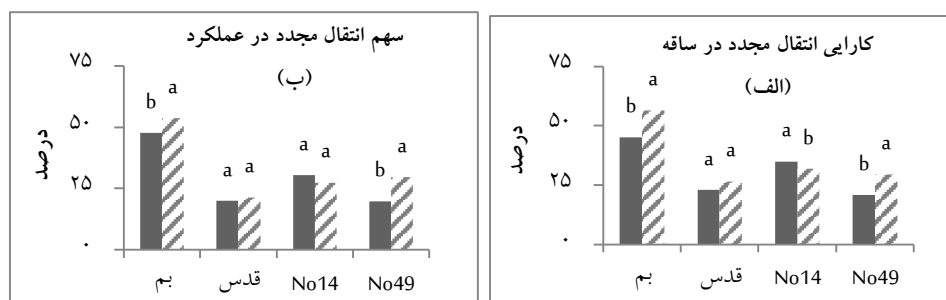 کارایی انتقال مجدد در ساقه
(الف)
درصد
۷۵
۵۰
۲۵
۰
b a
a a
a b
b a
بم قدس No14 No49
سهم انتقال مجدد در عملکرد
(ب)
درصد
۷۵
۵۰
۲۵
۰
b a
a a
a a
b a
بم قدس No14 No49